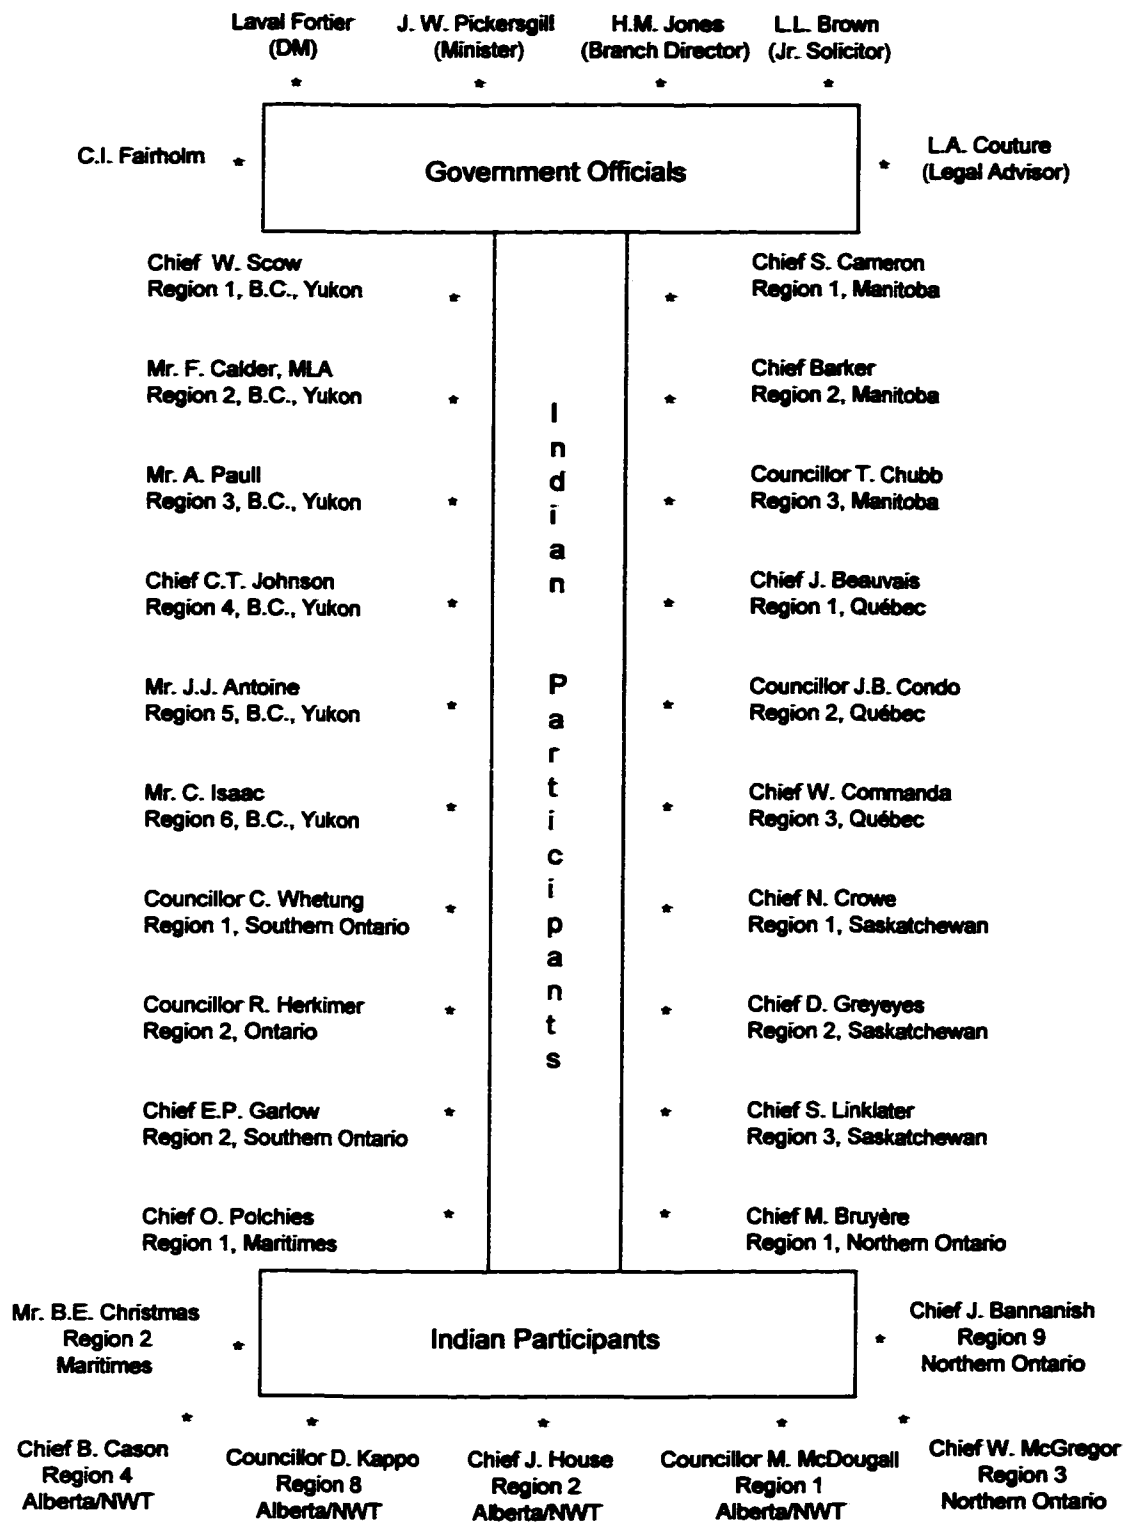 Laval Fortier
(DM)
J. W. Pickersgill
(Minister)
H.M. Jones
(Branch Director)
L.L. Brown
(Jr. Solicitor)
C.I. Fairholm
Government Officials
L.A. Couture
(Legal Advisor)
Chief W. Scow
Region 1, B.C., Yukon
Chief S. Cameron
Region 1, Manitoba
Mr. F. Calder, MLA
Region 2, B.C., Yukon
Chief Barker
Region 2, Manitoba
Mr. A. Paull
Region 3, B.C., Yukon
Councillor T. Chubb
Region 3, Manitoba
Chief C.T. Johnson
Region 4, B.C., Yukon
Chief J. Beauvais
Region 1, Québec
Mr. J.J. Antoine
Region 5, B.C., Yukon
Councillor J.B. Condo
Region 2, Québec
Mr. C. Isaac
Region 6, B.C., Yukon
Chief W. Commanda
Region 3, Québec
Councillor C. Whetung
Region 1, Southern Ontario
Chief N. Crowe
Region 1, Saskatchewan
Councillor R. Herkimer
Region 2, Ontario
Chief D. Greyeyes
Region 2, Saskatchewan
Chief E.P. Garlow
Region 2, Southern Ontario
Chief S. Linklater
Region 3, Saskatchewan
Chief O. Polchies
Region 1, Maritimes
Chief M. Bruyère
Region 1, Northern Ontario
Indian Participants
Mr. B.E. Christmas
Region 2
Maritimes
Indian Participants
Chief J. Bannanish
Region 9
Northern Ontario
Chief B. Cason
Region 4
Alberta/NWT
Councillor D. Kappo
Region 8
Alberta/NWT
Chief J. House
Region 2
Alberta/NWT
Councillor M. McDougall
Region 1
Alberta/NWT
Chief W. McGregor
Region 3
Northern Ontario